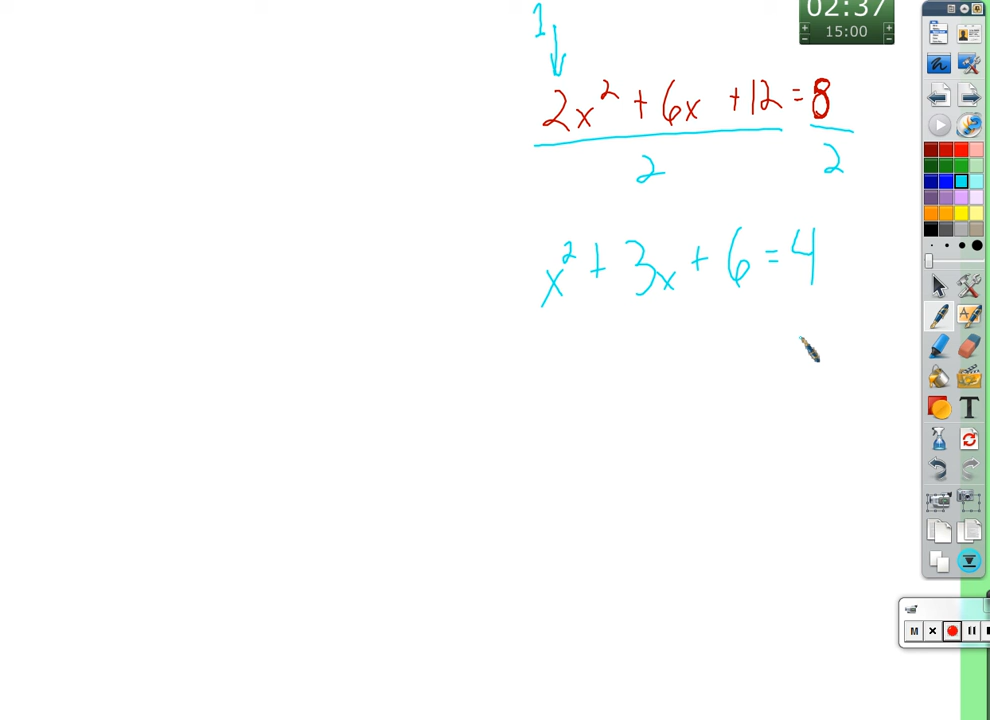 02:37
15:00
1
2x² + 6x + 12 = 8
2 2
x² + 3x + 6 = 4
T
M